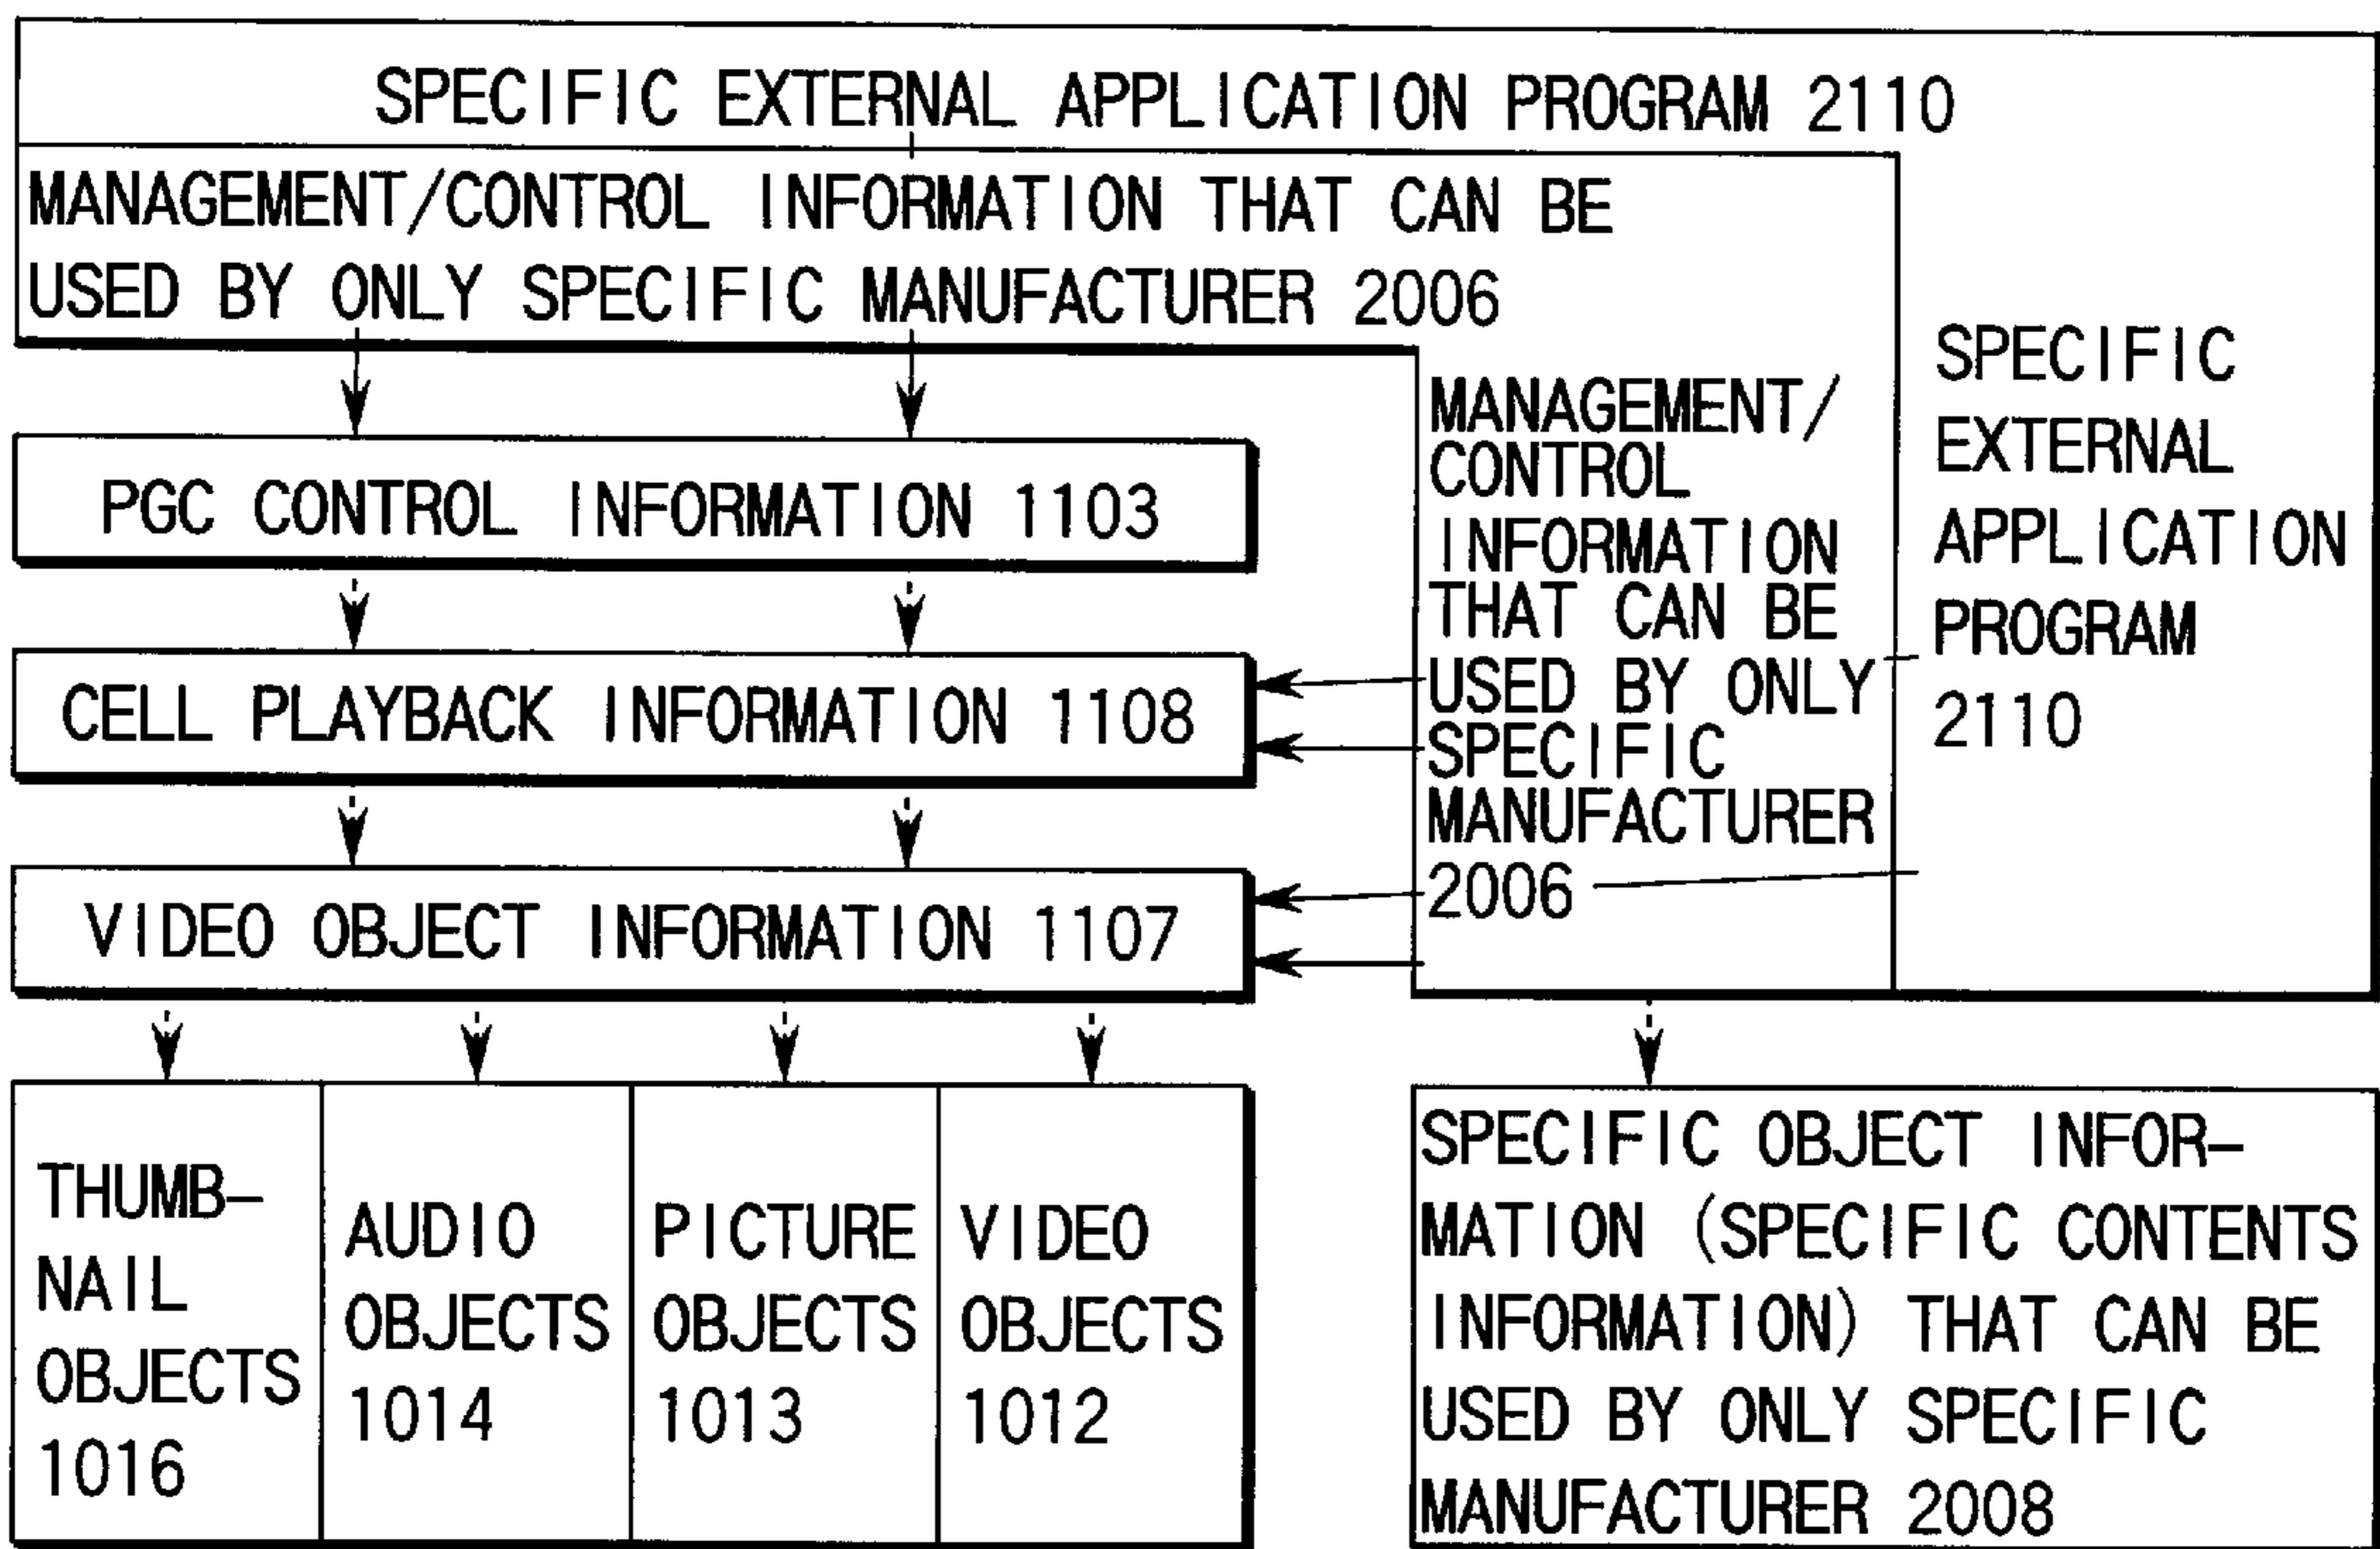 SPECIFIC EXTERNAL APPLICATION PROGRAM 2110
MANAGEMENT/CONTROL INFORMATION THAT CAN BE
USED BY ONLY SPECIFIC MANUFACTURER 2006
PGC CONTROL INFORMATION 1103
CELL PLAYBACK INFORMATION 1108
VIDEO OBJECT INFORMATION 1107
MANAGEMENT/
CONTROL
INFORMATION
THAT CAN BE
USED BY ONLY
SPECIFIC
MANUFACTURER
2006
SPECIFIC
EXTERNAL
APPLICATION
PROGRAM
2110
THUMB-
NAIL
OBJECTS
1016
AUDIO
OBJECTS
1014
PICTURE
OBJECTS
1013
VIDEO
OBJECTS
1012
SPECIFIC OBJECT INFOR-
MATION (SPECIFIC CONTENTS
INFORMATION) THAT CAN BE
USED BY ONLY SPECIFIC
MANUFACTURER 2008